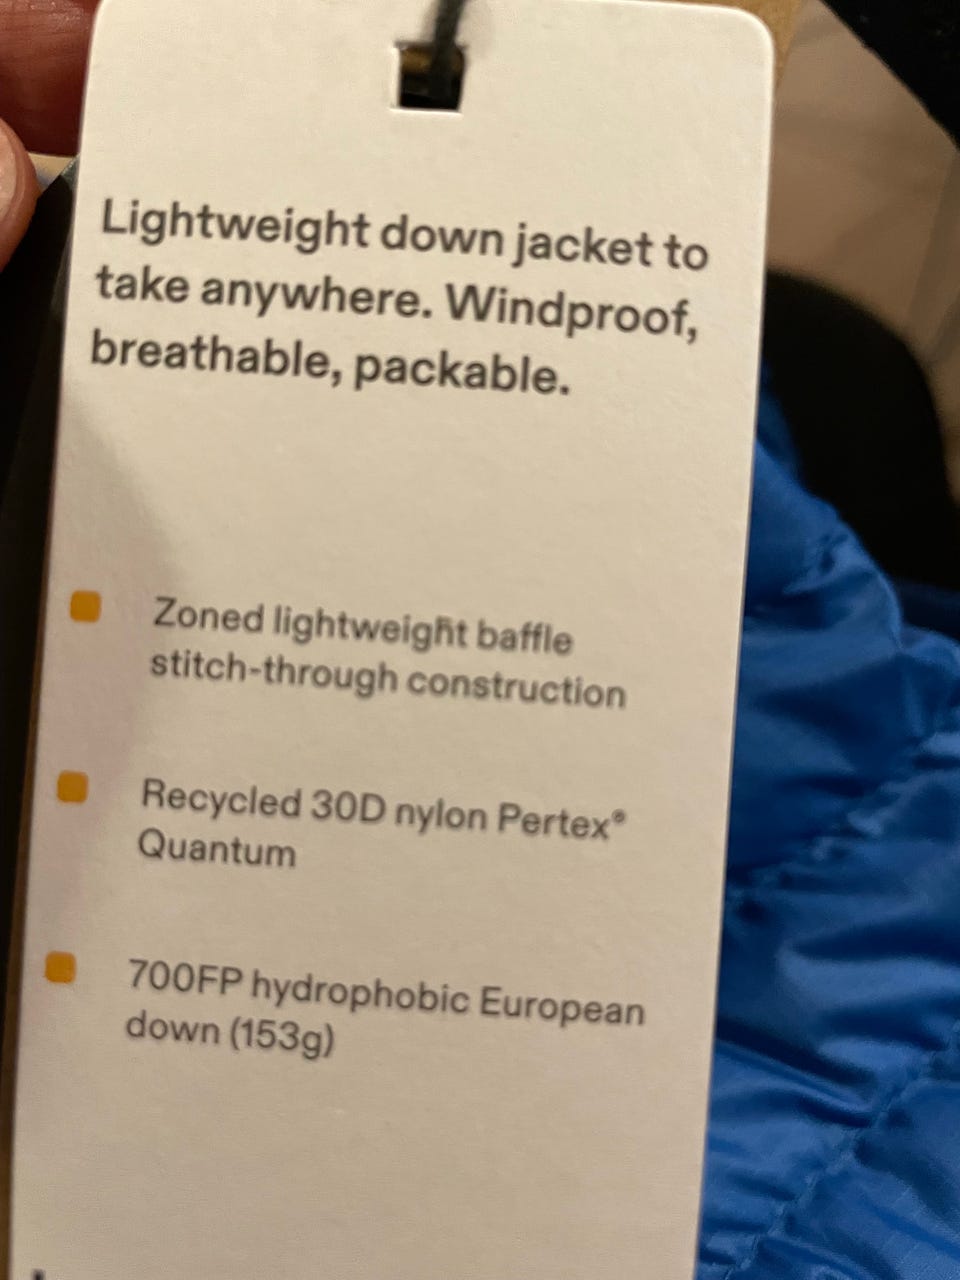 Lightweight down jacket to
take anywhere. Windproof,
breathable, packable.
Zoned lightweight baffle
stitch-through construction
Recycled 30D nylon Pertex®
Quantum
700FP hydrophobic European
down (153g)